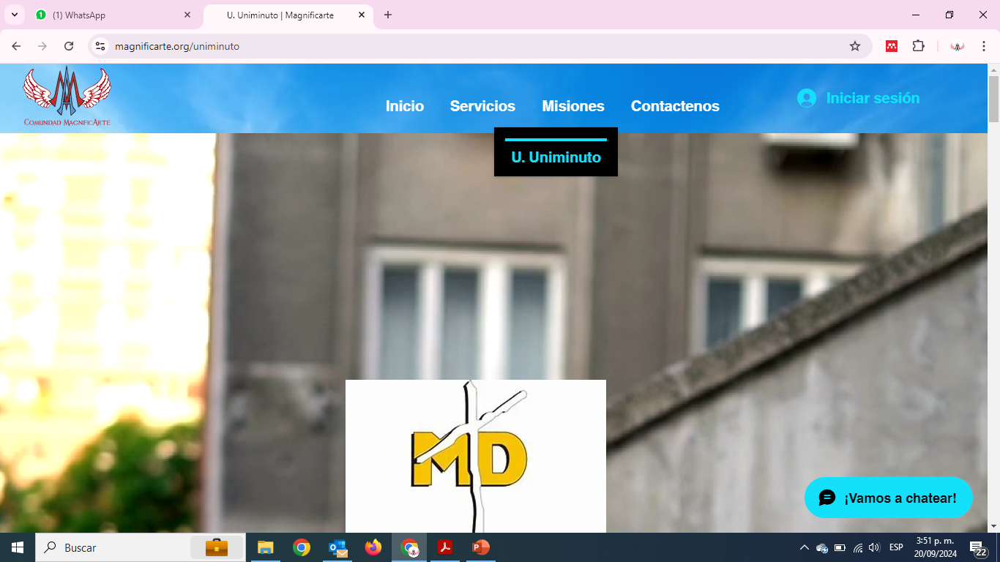 (1) WhatsApp
U. Uniminuto | Magnificarte
magnificarte.org/uniminuto
COMUNIDAD MAGNIFICARTE
Inicio
Servicios
Misiones
Contactenos
Iniciar sesión
U. Uniminuto
MD
¡Vamos a chatear!
Buscar
ESP
3:51 p. m.
20/09/2024
22